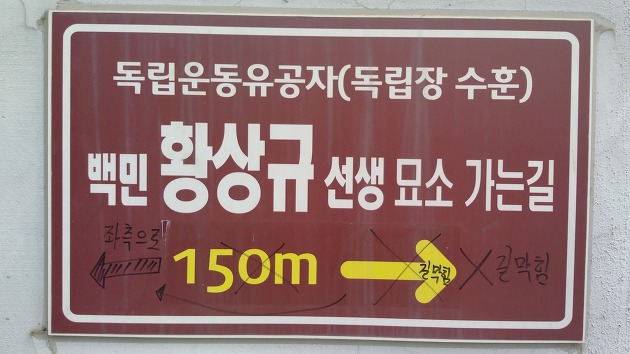 독립운동유공자(독립장 수훈)
백민 황상규 선생 묘소 가는길
좌측으로 150m 길막힘 길막힘